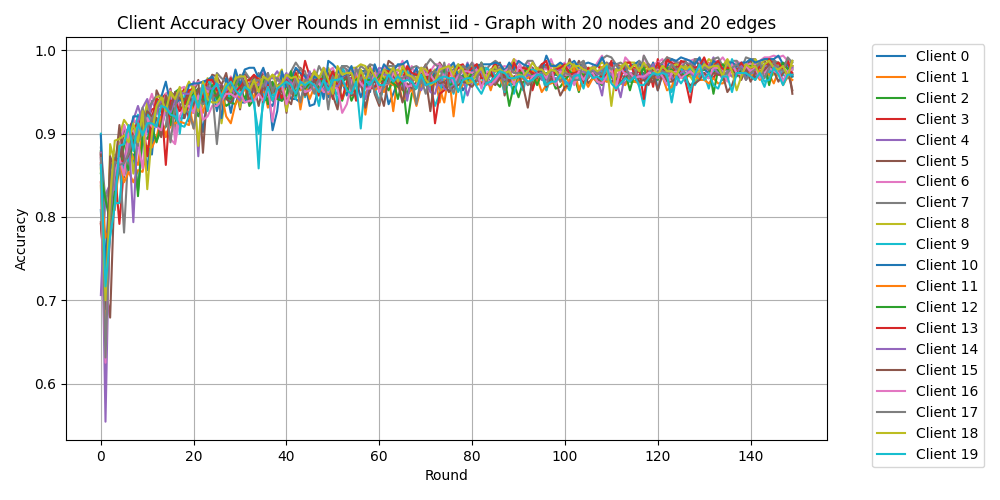 Client Accuracy Over Rounds in emnist_iid - Graph with 20 nodes and 20 edges
Accuracy
1.0
0.9
0.8
0.7
0.6
0 20 40 60 80 100 120 140
Round
Client 0
Client 1
Client 2
Client 3
Client 4
Client 5
Client 6
Client 7
Client 8
Client 9
Client 10
Client 11
Client 12
Client 13
Client 14
Client 15
Client 16
Client 17
Client 18
Client 19